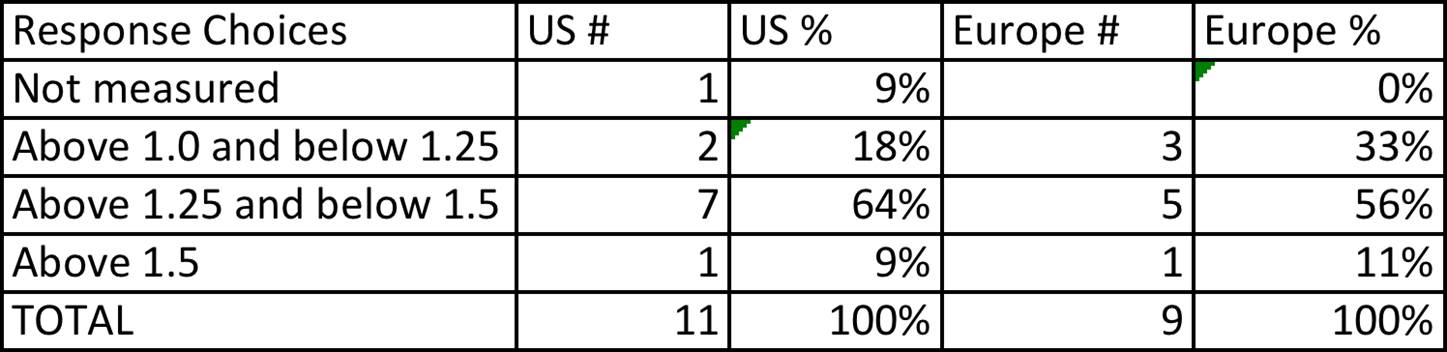 Response Choices US # US % Europe # Europe %
Not measured 1 9% 0%
Above 1.0 and below 1.25 2 18% 3 33%
Above 1.25 and below 1.5 7 64% 5 56%
Above 1.5 1 9% 1 11%
TOTAL 11 100% 9 100%